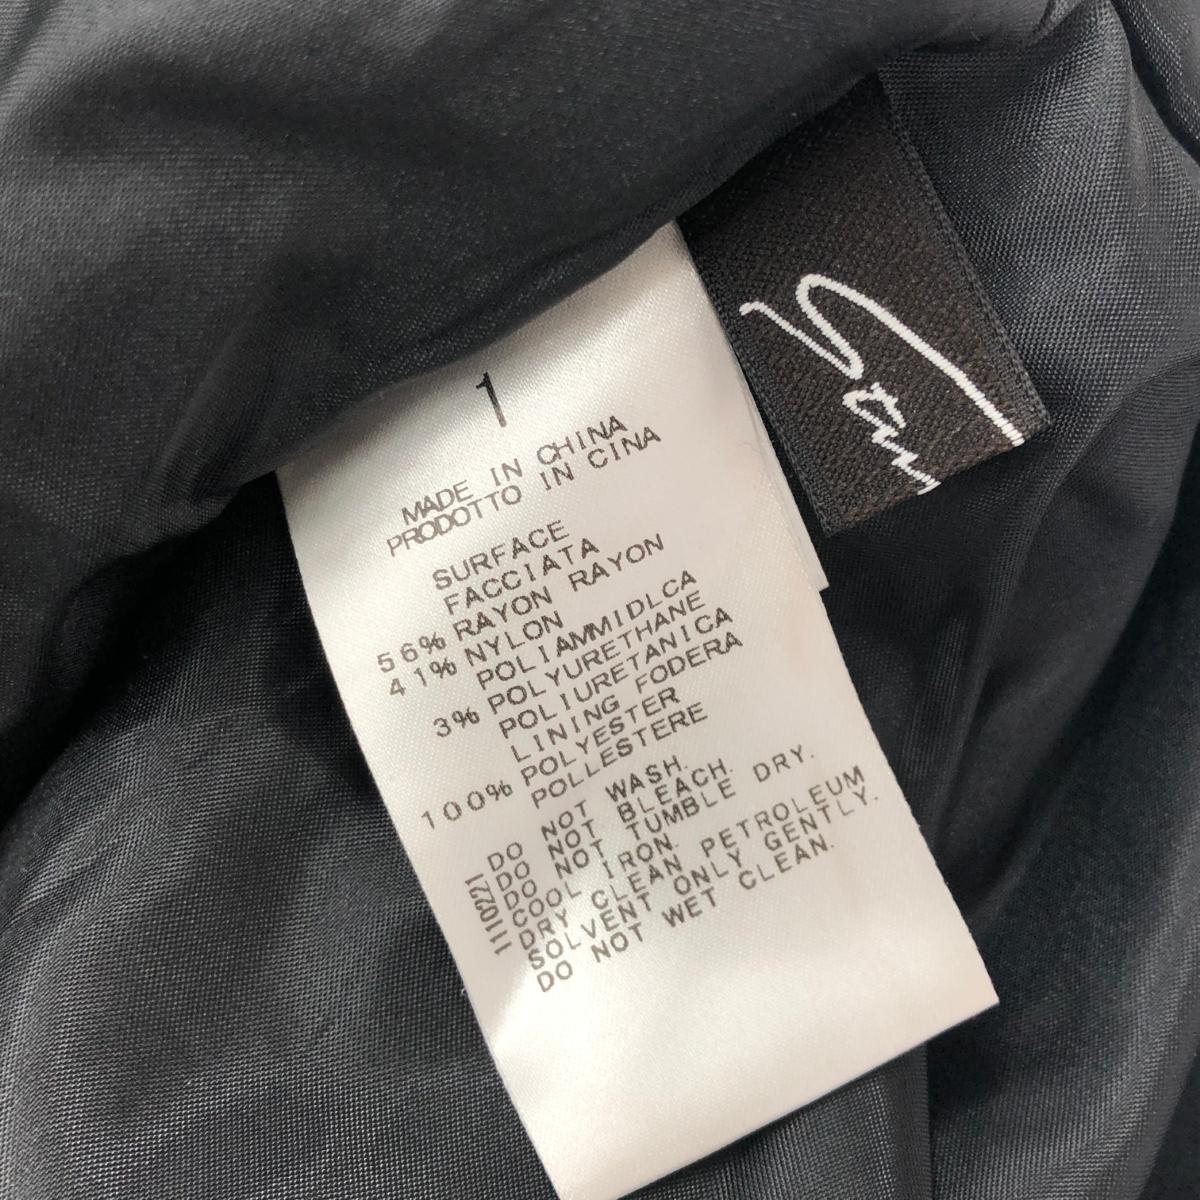 1
MADE IN CHINA
PRODOTTO IN CINA
SURFACE
FACCIATA
56% RAYON RAYON
41% NYLON
POLIAMMIDLCA
3% POLYURETHANE
POLIURETANICA
LINING FODERA
100% POLYESTER
POLLESTERE
DO NOT WASH.
DO NOT BLEACH.
DO NOT TUMBLE DRY.
COOL IRON.
DRY CLEAN PETROLEUM
SOLVENT ONLY GENTLY.
DO NOT WET CLEAN.
1110221